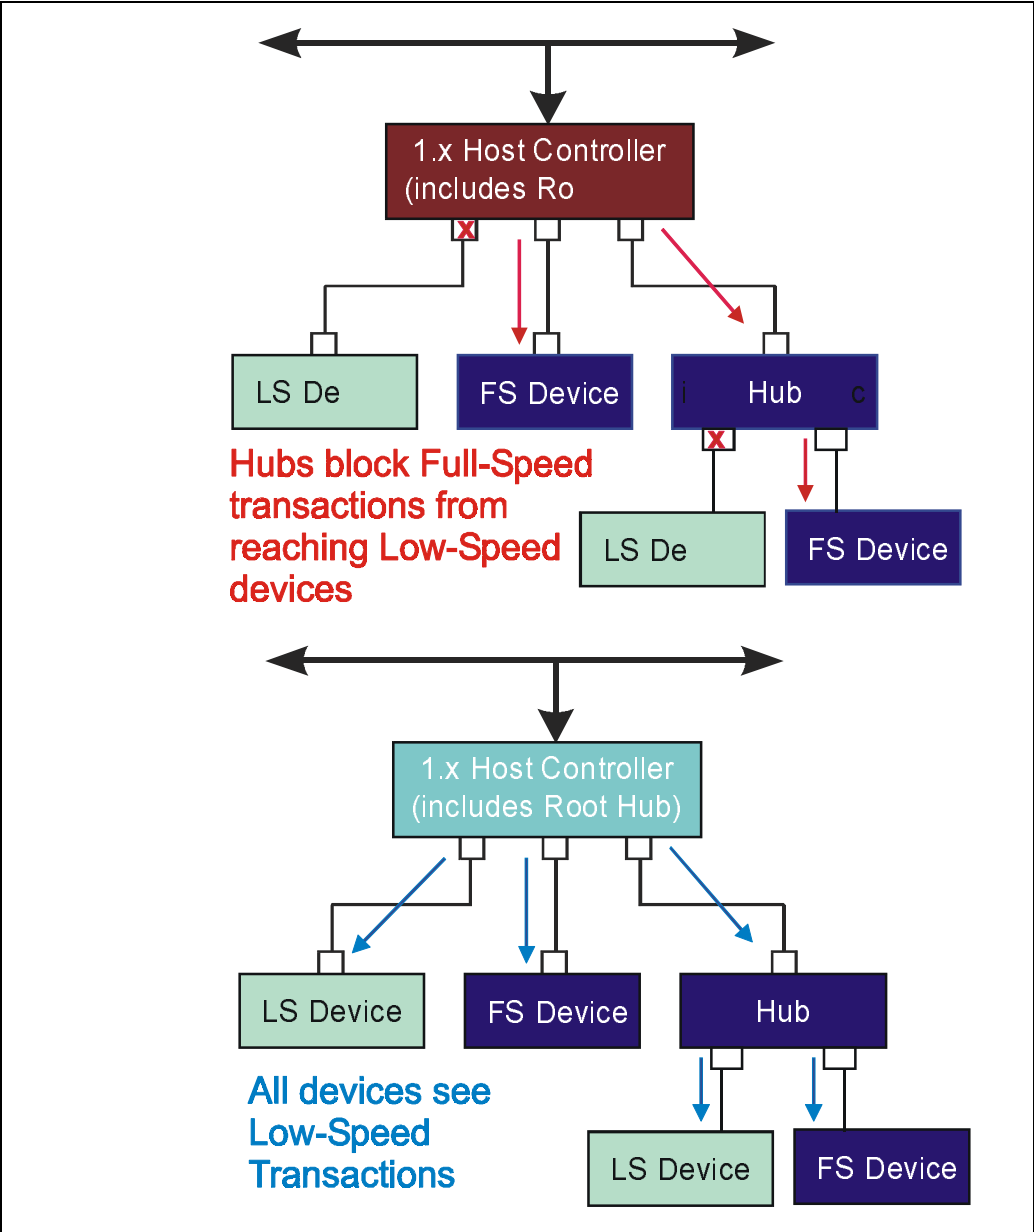 1.x Host Controller
(includes Ro
LS De
FS Device
i Hub c
Hubs block Full-Speed
transactions from
reaching Low-Speed
devices
LS De
FS Device
1.x Host Controller
(includes Root Hub)
LS Device
FS Device
Hub
All devices see
Low-Speed
Transactions
LS Device
FS Device